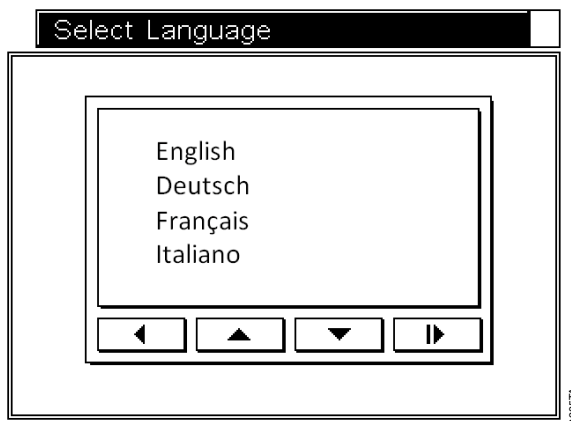 Select Language
English
Deutsch
Français
Italiano